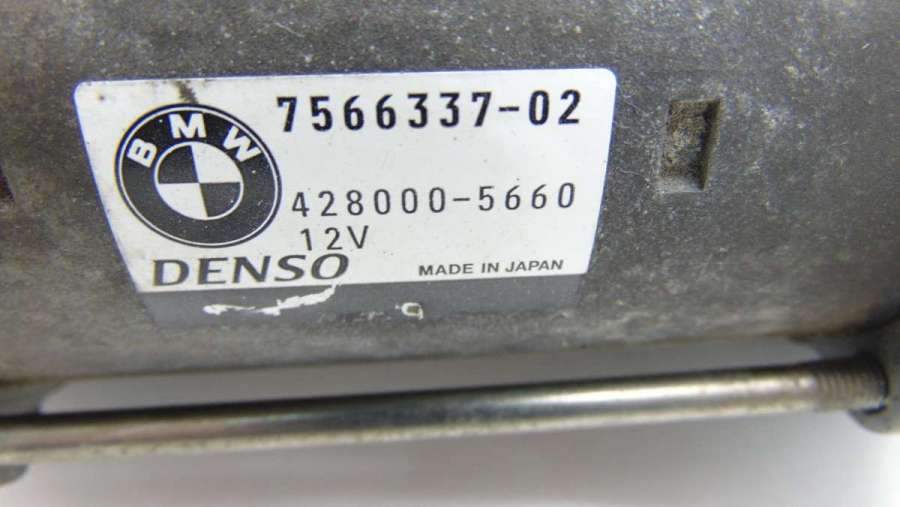 7566337-02
BMW
428000-5660
12V
DENSO
MADE IN JAPAN